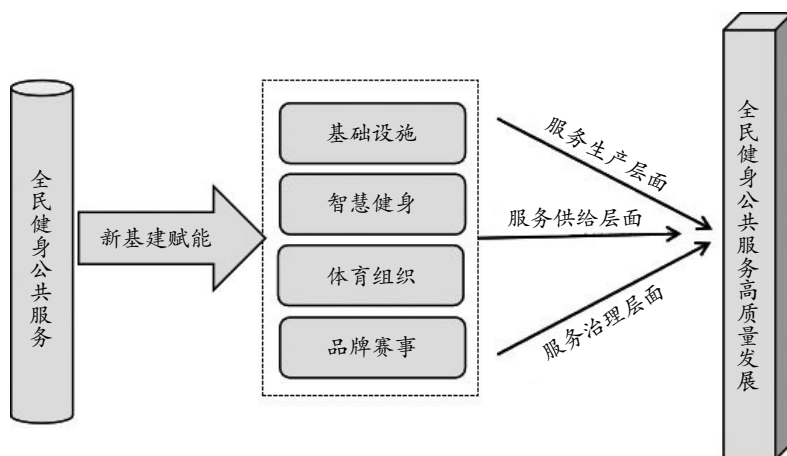 全民健身公共服务
新基建赋能
基础设施
智慧健身
体育组织
品牌赛事
服务生产层面
服务供给层面
服务治理层面
全民健身公共服务高质量发展